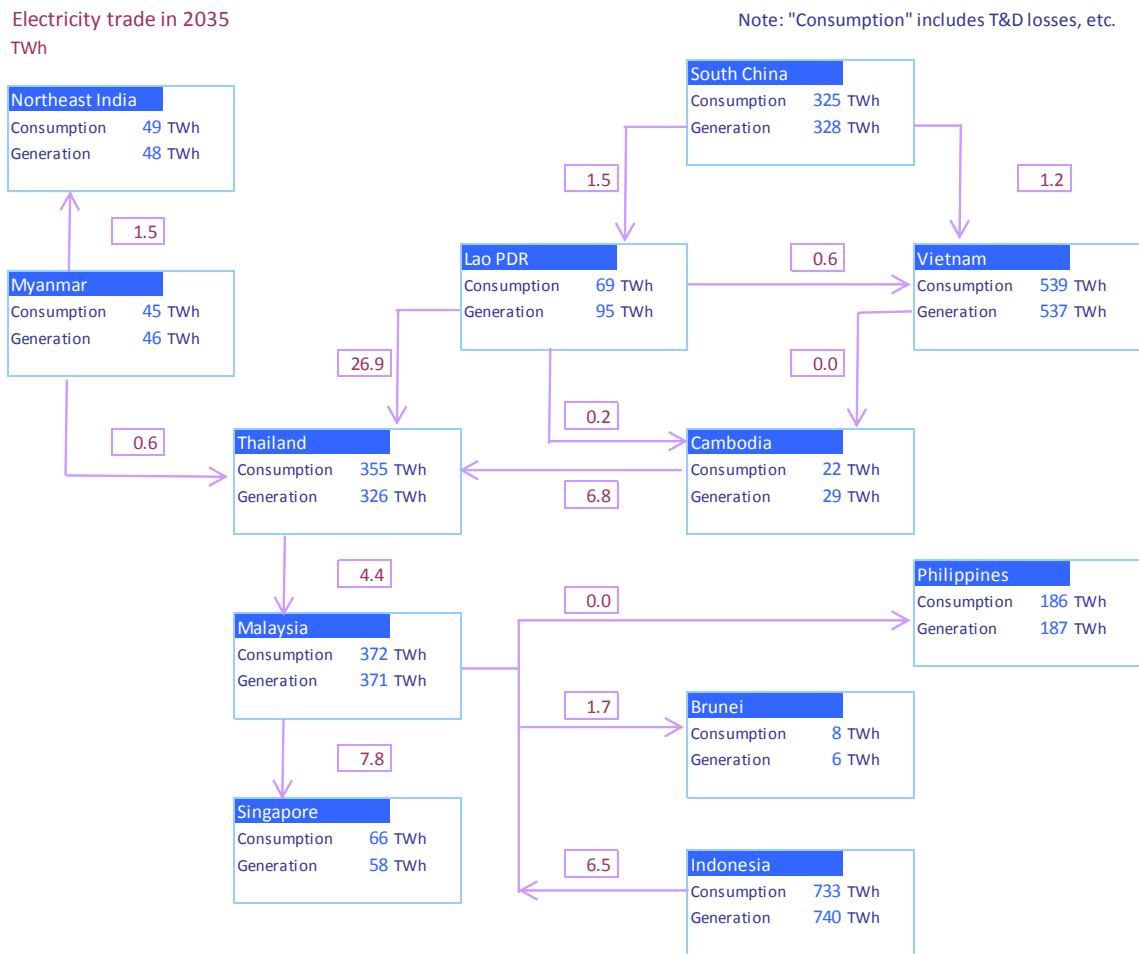 Electricity trade in 2035
TWh
Note: "Consumption" includes T&D losses, etc.
South China
Consumption 325 TWh
Generation 328 TWh
Northeast India
Consumption 49 TWh
Generation 48 TWh
1.5
1.2
1.5
Lao PDR
Consumption 69 TWh
Generation 95 TWh
0.6
Vietnam
Consumption 539 TWh
Generation 537 TWh
Myanmar
Consumption 45 TWh
Generation 46 TWh
26.9
0.0
0.2
0.6
Thailand
Consumption 355 TWh
Generation 326 TWh
Cambodia
Consumption 22 TWh
Generation 29 TWh
6.8
4.4
0.0
Philippines
Consumption 186 TWh
Generation 187 TWh
Malaysia
Consumption 372 TWh
Generation 371 TWh
1.7
Brunei
Consumption 8 TWh
Generation 6 TWh
7.8
Singapore
Consumption 66 TWh
Generation 58 TWh
6.5
Indonesia
Consumption 733 TWh
Generation 740 TWh